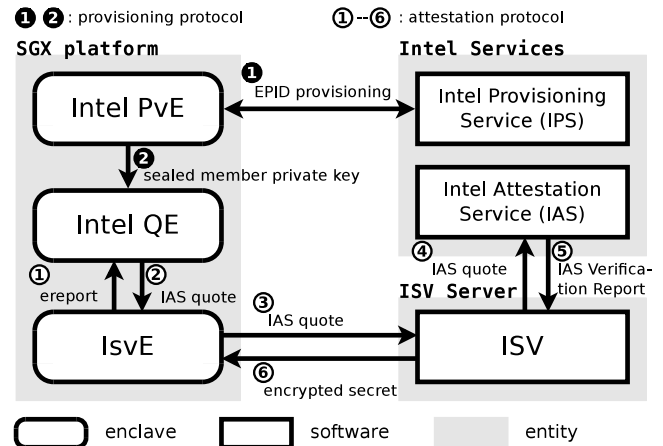 ❶ ❷ : provisioning protocol
①--⑥ : attestation protocol
SGX platform
Intel Services
Intel PvE
❶
EPID provisioning
Intel Provisioning
Service (IPS)
❷
sealed member private key
Intel QE
Intel Attestation
Service (IAS)
①
ereport
②
IAS quote
④
IAS quote
⑤
IAS Verifica-
tion Report
ISV Server
③
IAS quote
IsvE
ISV
⑥
encrypted secret
enclave
software
entity